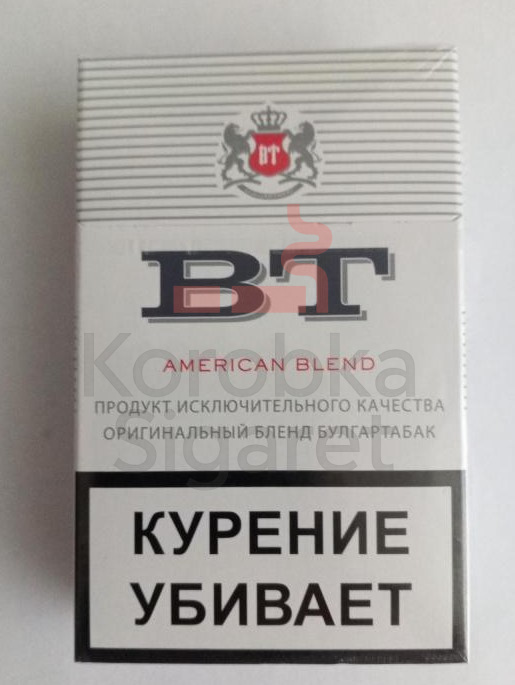 BT
BT
AMERICAN BLEND
Korobka
ПРОДУКТ ИСКЛЮЧИТЕЛЬНОГО КАЧЕСТВА
ОРИГИНАЛЬНЫЙ БЛЕНД БУЛГАРТАБАК
Sigaret
КУРЕНИЕ
УБИВАЕТ